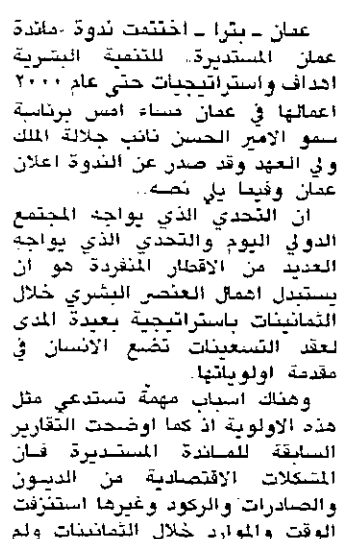 عمان ـ بترا ـ اختتمت ندوة «مائدة
عمان المستديرة» للتنمية البشرية
اهداف واستراتيجيات حتى عام ٢٠٠٠
اعمالها في عمان مساء امس برئاسة
سمو الامير الحسن نائب جلالة الملك
ولي العهد وقد صدر عن الندوة اعلان
عمان وفيما يلي نصه..
ان التحدي الذي يواجه المجتمع
الدولي اليوم والتحدي الذي يواجه
العديد من الاقطار المنفردة هو ان
يستبدل اهمال العنصر البشري خلال
الثمانينات باستراتيجية بعيدة المدى
لعقد التسعينات تضع الانسان في
مقدمة اولوياتها.
وهناك اسباب مهمة تستدعي مثل
هذه الاولوية اذ كما اوضحت التقارير
السابقة للمائدة المستديرة فان
المشكلات الاقتصادية من الديون
والصادرات والركود وغيرها استنزفت
الوقت والموارد خلال الثمانينات ولم